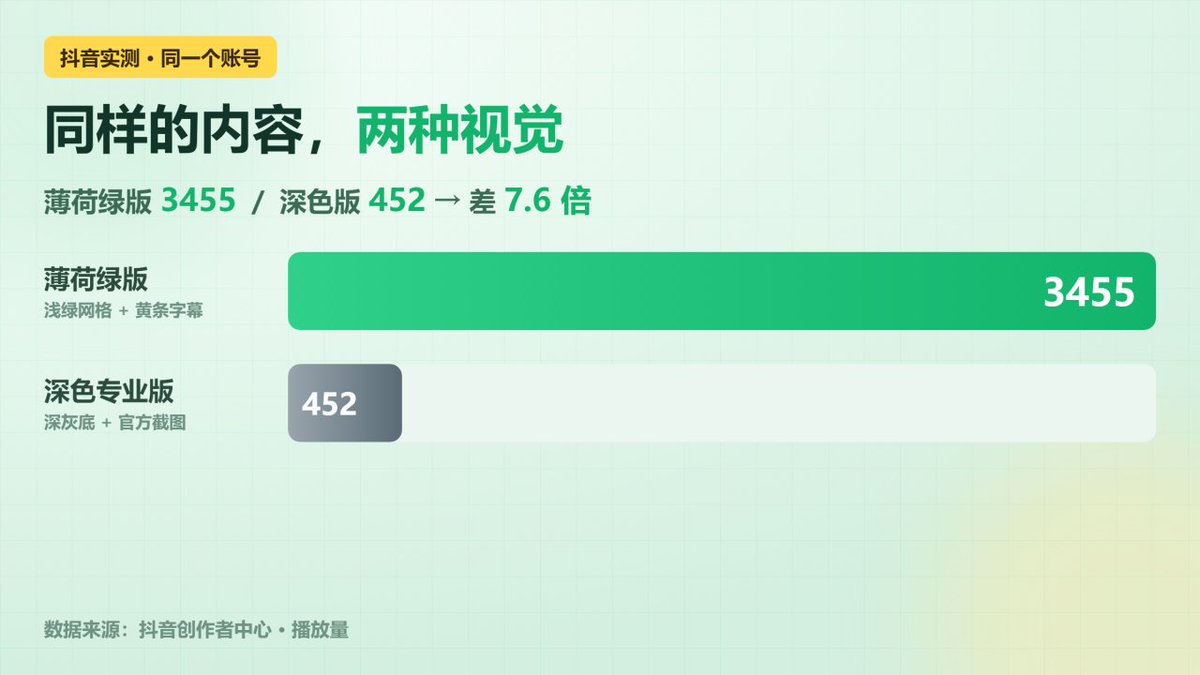 抖音实测·同一个账号
同样的内容，两种视觉
薄荷绿版 3455 / 深色版 452 → 差 7.6 倍
薄荷绿版
浅绿网格 + 黄条字幕
3455
深色专业版
深灰底 + 官方截图
452
数据来源：抖音创作者中心·播放量